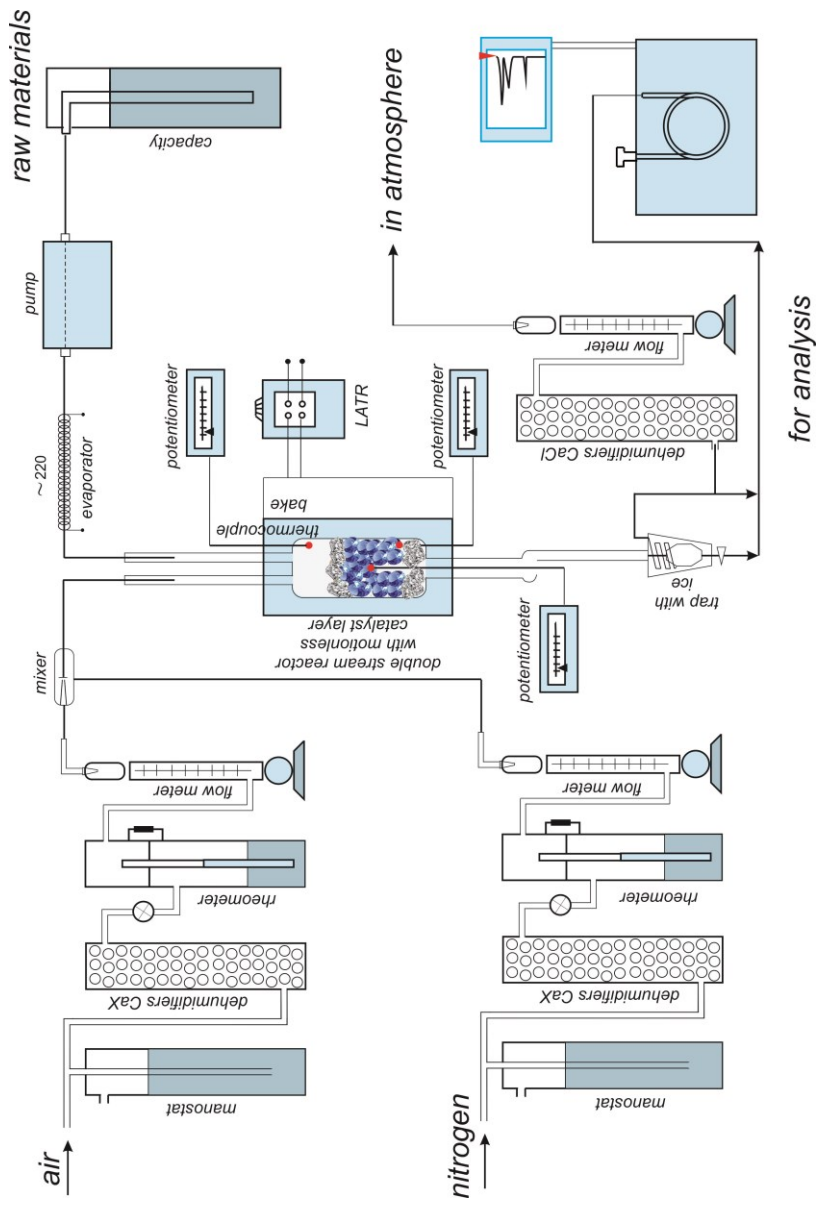 raw materials
capacity
pump
~ 220
evaporator
in atmosphere
potentiometer
LATR
potentiometer
bake
thermocouple
flow meter
dehumidifiers CaCl
for analysis
double stream reactor
with motionless
catalyst layer
trap with
ice
potentiometer
mixer
flow meter
rheometer
dehumidifiers CaX
manostat
air
flow meter
rheometer
dehumidifiers CaX
manostat
nitrogen